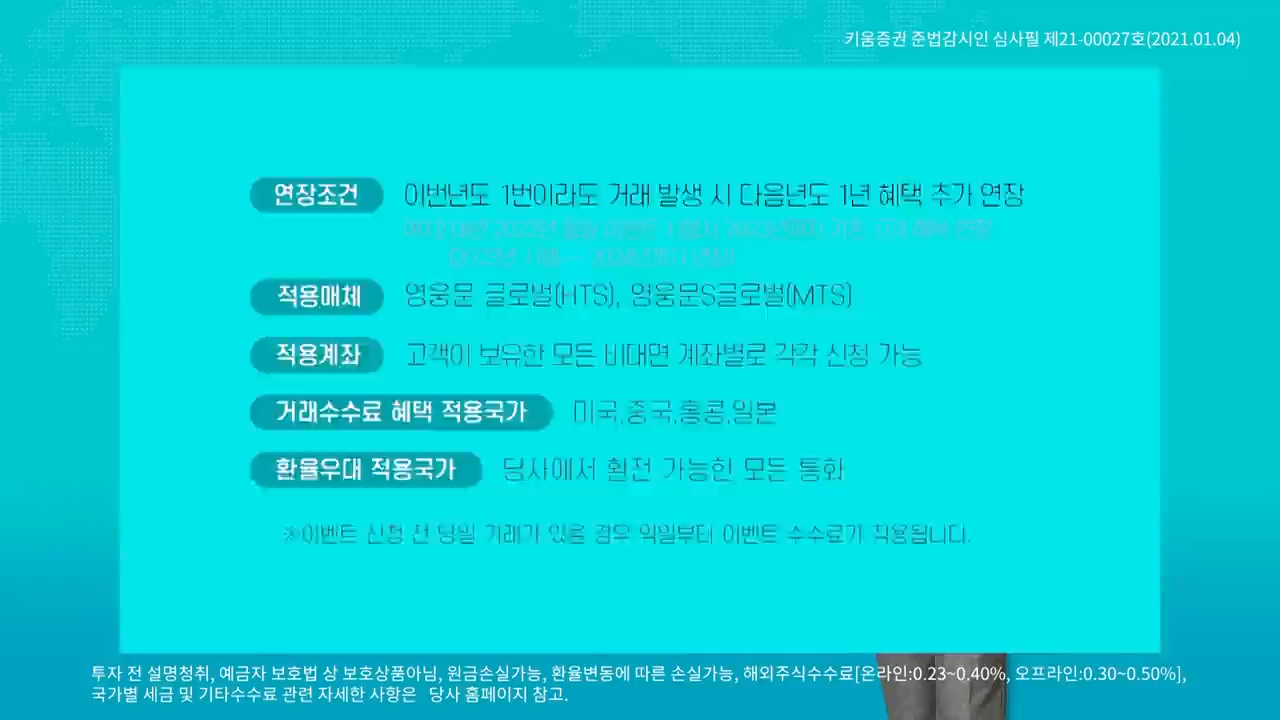 키움증권 준법감시인 심사필 제21-00027호(2021.01.04)
연장조건 이번년도 1번이라도 거래 발생 시 다음년도 1년 혜택 추가 연장
적용매체 영웅문 글로벌(HTS), 영웅문S글로벌(MTS)
적용계좌 고객이 보유한 모든 비대면 계좌별로 각각 신청 가능
거래수수료 혜택 적용국가 미국,중국,홍콩,일본
환율우대 적용국가 당사에서 환전 가능한 모든 통화
※이벤트 신청 전 당일 거래가 있을 경우 익일부터 이벤트 수수료가 적용됩니다.
투자 전 설명청취, 예금자 보호법 상 보호상품아님, 원금손실가능, 환율변동에 따른 손실가능, 해외주식수수료[온라인:0.23~0.40%, 오프라인:0.30~0.50%],
국가별 세금 및 기타수수료 관련 자세한 사항은 당사 홈페이지 참고.